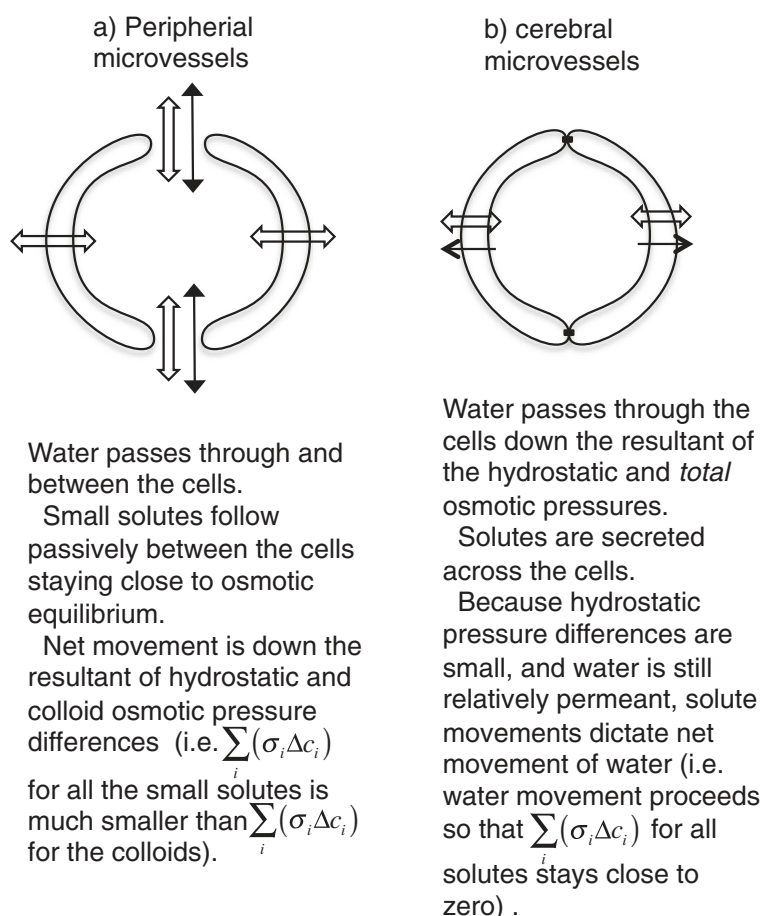 a) Peripherial
microvessels
Water passes through and
between the cells.
Small solutes follow
passively between the cells
staying close to osmotic
equilibrium.
Net movement is down the
resultant of hydrostatic and
colloid osmotic pressure
differences (i.e. ∑i(σiΔci)
for all the small solutes is
much smaller than ∑i(σiΔci)
for the colloids).
b) cerebral
microvessels
Water passes through the
cells down the resultant of
the hydrostatic and total
osmotic pressures.
Solutes are secreted
across the cells.
Because hydrostatic
pressure differences are
small, and water is still
relatively permeant, solute
movements dictate net
movement of water (i.e.
water movement proceeds
so that ∑i(σiΔci) for all
solutes stays close to
zero) .